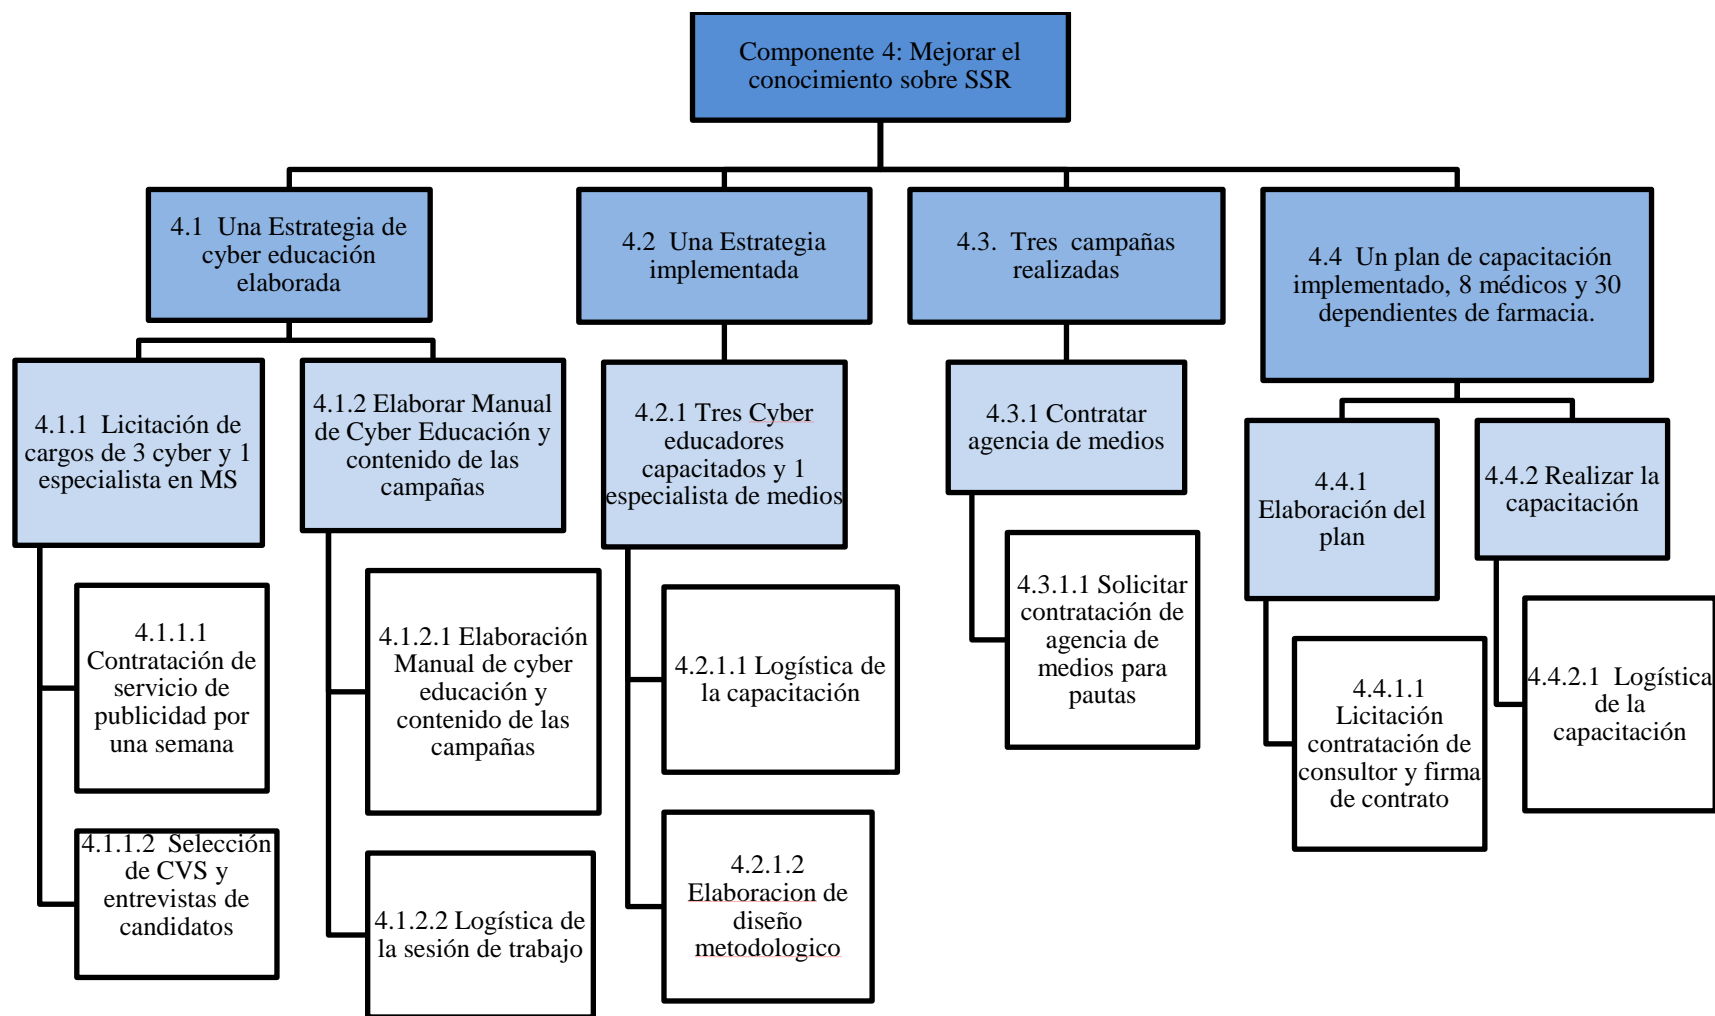 Componente 4: Mejorar el
conocimiento sobre SSR
4.1  Una Estrategia de
cyber educación
elaborada
4.2  Una Estrategia
implementada
4.3.  Tres  campañas
realizadas
4.4  Un plan de capacitación
implementado, 8 médicos y 30
dependientes de farmacia.
4.1.1  Licitación de
cargos de 3 cyber y 1
especialista en MS
4.1.2 Elaborar Manual
de Cyber Educación y
contenido de las
campañas
4.2.1 Tres Cyber
educadores
capacitados y 1
especialista de medios
4.3.1 Contratar
agencia de medios
4.4.1
Elaboración del
plan
4.4.2 Realizar la
capacitación
4.1.1.1
Contratación de
servicio de
publicidad por
una semana
4.1.1.2  Selección
de CVS y
entrevistas de
candidatos
4.1.2.1 Elaboración
Manual de cyber
educación y
contenido de las
campañas
4.1.2.2 Logística de
la sesión de trabajo
4.2.1.1 Logística de
la capacitación
4.2.1.2
Elaboracion de
diseño
metodologico
4.3.1.1 Solicitar
contratación de
agencia de
medios para
pautas
4.4.1.1
Licitación
contratación de
consultor y firma
de contrato
4.4.2.1  Logística
de la
capacitación